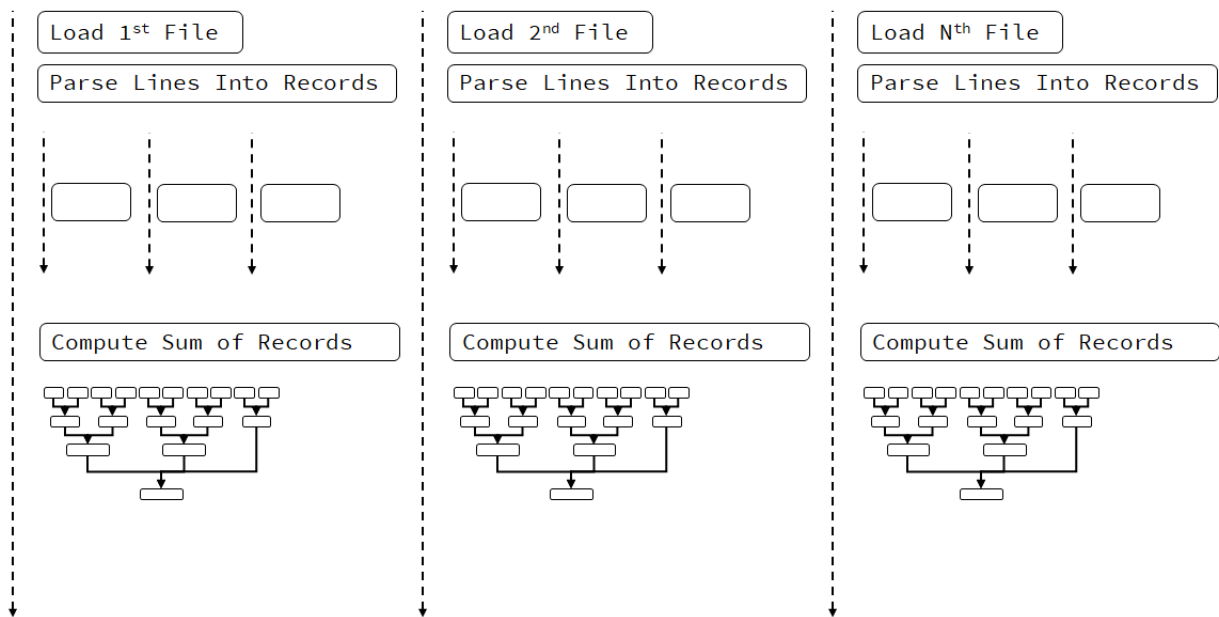 Load 1st File
Load 2nd File
Load Nth File
Parse Lines Into Records
Parse Lines Into Records
Parse Lines Into Records
Compute Sum of Records
Compute Sum of Records
Compute Sum of Records